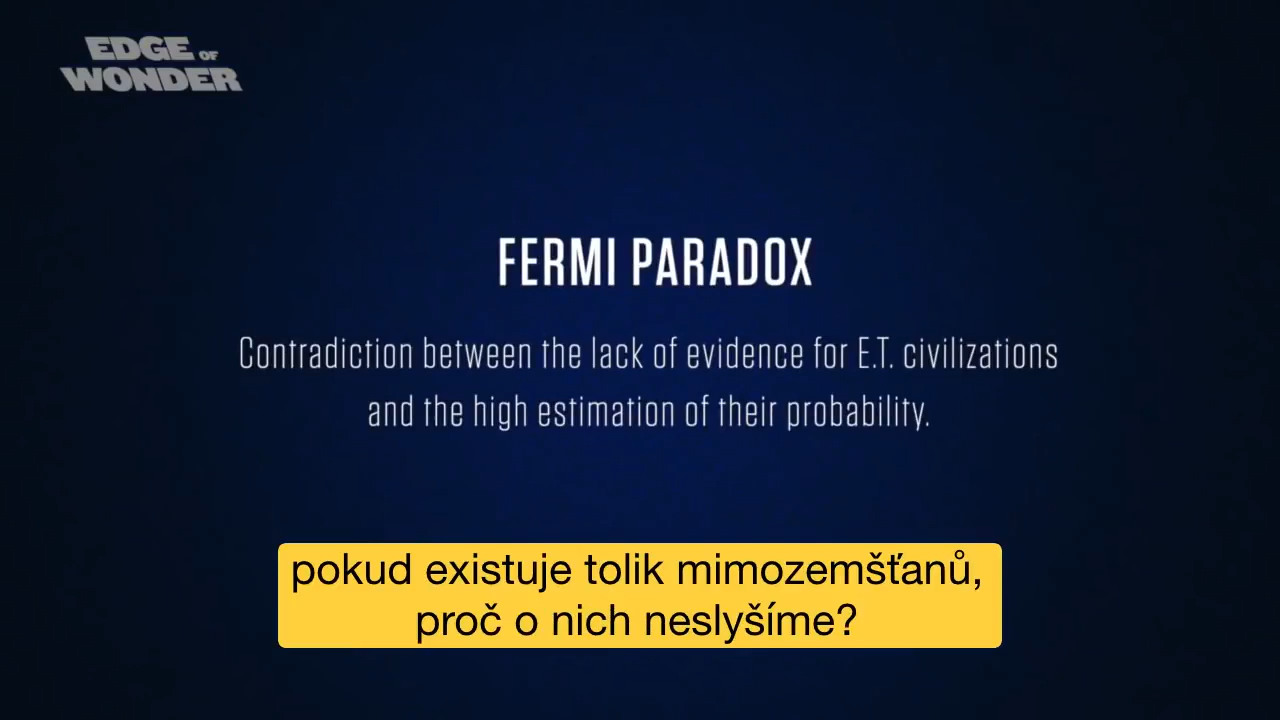 EDGE OF
WONDER
FERMI PARADOX
Contradiction between the lack of evidence for E.T. civilizations
and the high estimation of their probability.
pokud existuje tolik mimozemšťanů,
proč o nich neslyšíme?